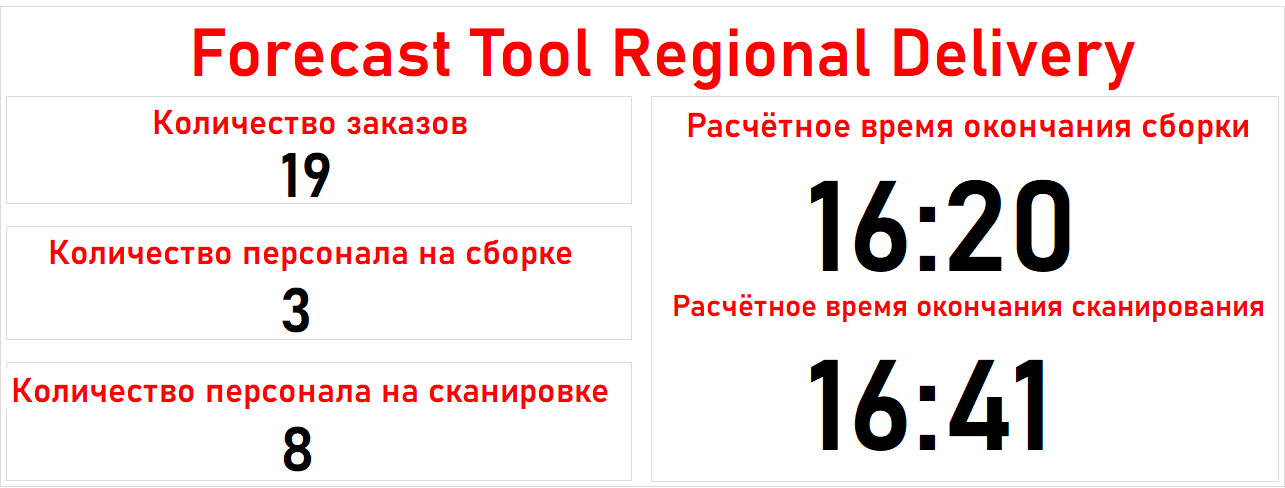 Forecast Tool Regional Delivery
Количество заказов
19
Количество персонала на сборке
3
Количество персонала на сканировке
8
Расчётное время окончания сборки
16:20
Расчётное время окончания сканирования
16:41